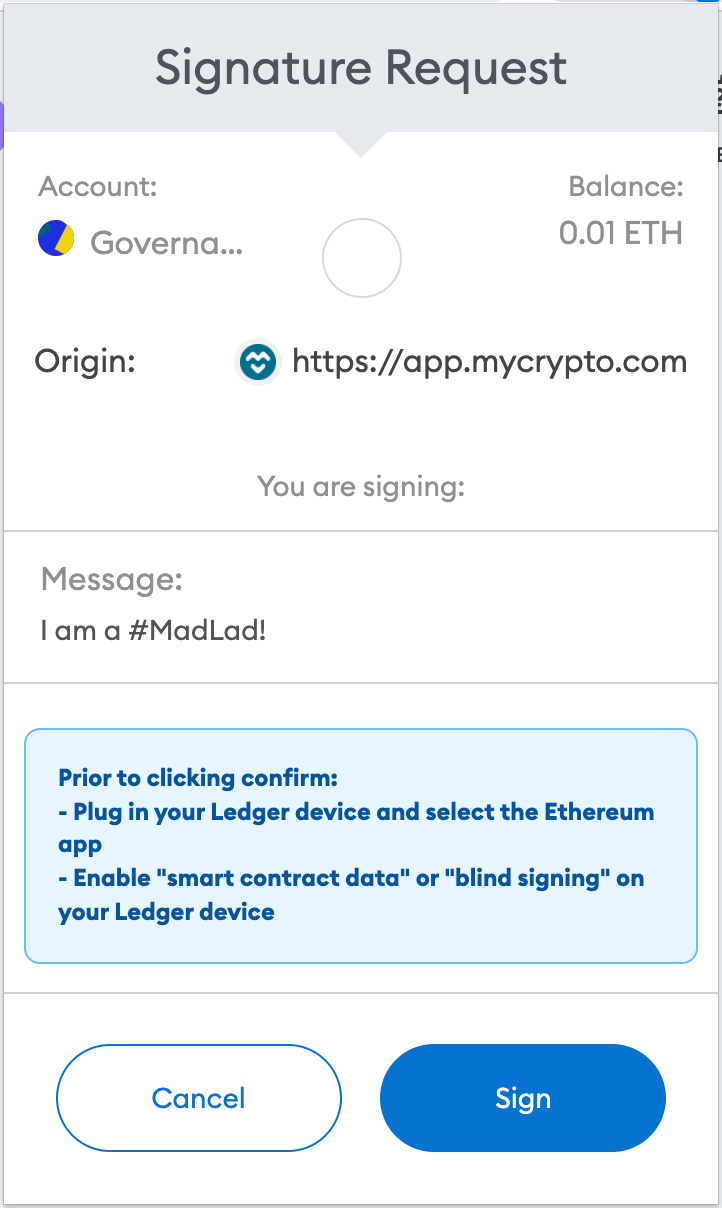 Signature Request
Account:
Balance:
Governa...
0.01 ETH
Origin:
https://app.mycrypto.com
You are signing:
Message:
I am a #MadLad!
Prior to clicking confirm:
- Plug in your Ledger device and select the Ethereum
app
- Enable "smart contract data" or "blind signing" on
your Ledger device
Cancel
Sign